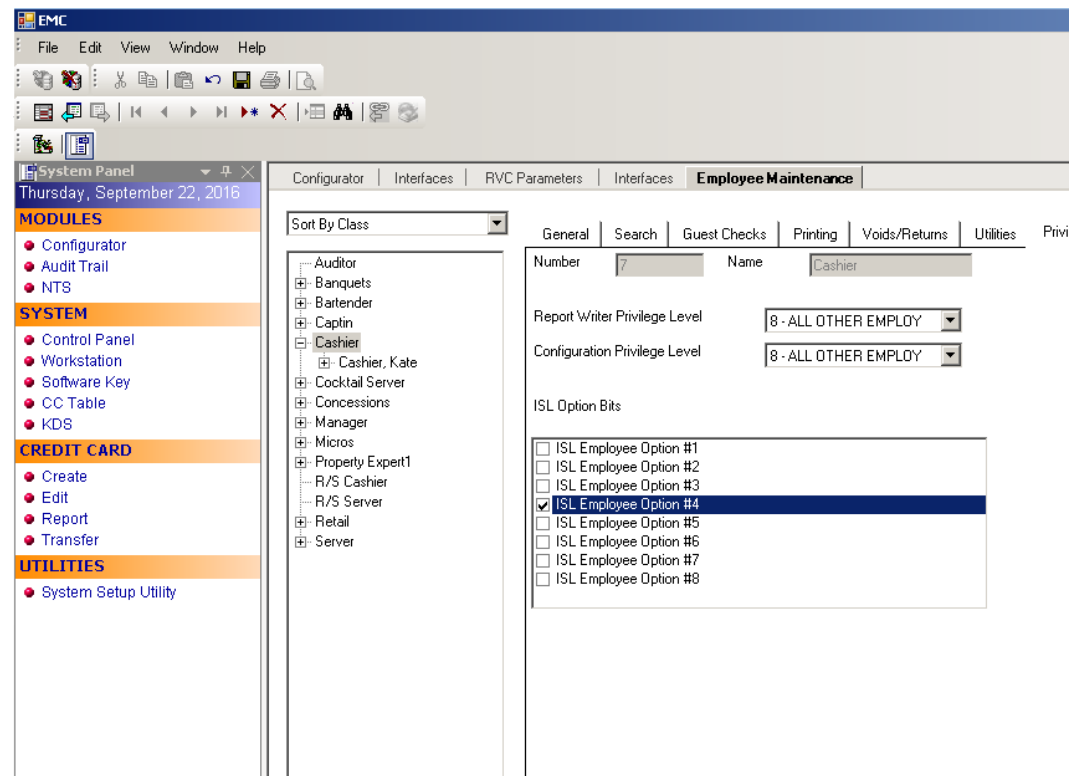 EMC
File Edit View Window Help
System Panel
Thursday, September 22, 2016
MODULES
Configurator
Audit Trail
NTS
SYSTEM
Control Panel
Workstation
Software Key
CC Table
KDS
CREDIT CARD
Create
Edit
Report
Transfer
UTILITIES
System Setup Utility
Configurator Interfaces RVC Parameters Interfaces Employee Maintenance
Sort By Class
Auditor
Banquets
Bartender
Captin
Cashier
Cashier, Kate
Cocktail Server
Concessions
Manager
Micros
Property Expert1
R/S Cashier
R/S Server
Retail
Server
General Search Guest Checks Printing Voids/Returns Utilities Privi
Number 7 Name Cashier
Report Writer Privilege Level 8 - ALL OTHER EMPLOY
Configuration Privilege Level 8 - ALL OTHER EMPLOY
ISL Option Bits
ISL Employee Option #1
ISL Employee Option #2
ISL Employee Option #3
ISL Employee Option #4
ISL Employee Option #5
ISL Employee Option #6
ISL Employee Option #7
ISL Employee Option #8